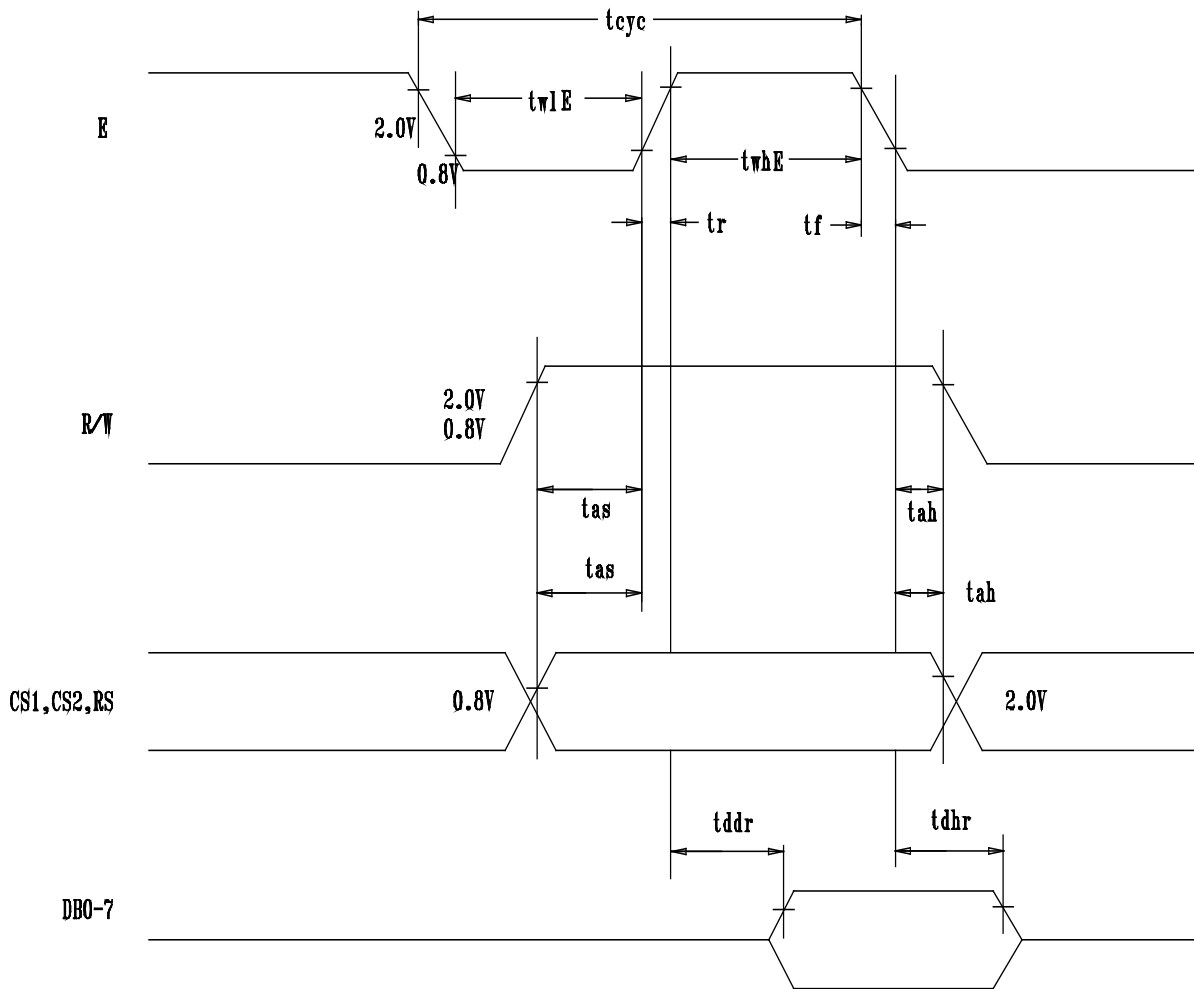 tcyc
twlE
E
2.0V
twhE
0.8V
tr
tf
2.0V
R/W
0.8V
tas
tah
tas
tah
CS1,CS2,RS
0.8V
2.0V
tddr
tdhr
DB0-7